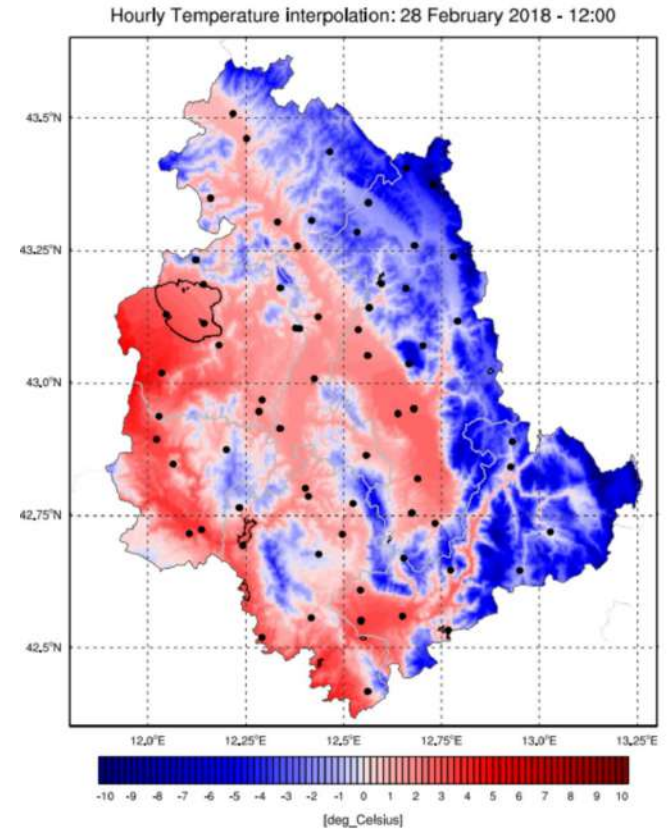 Hourly Temperature interpolation: 28 February 2018 - 12:00
43,5°N
43,25°N
43,0°N
42,75°N
42,5°N
12,0°E 12,25°E 12,5°E 12,75°E 13,0°E 13,25°E
-10 -9 -8 -7 -6 -5 -4 -3 -2 -1 0 1 2 3 4 5 6 7 8 9 10
[deg_Celsius]